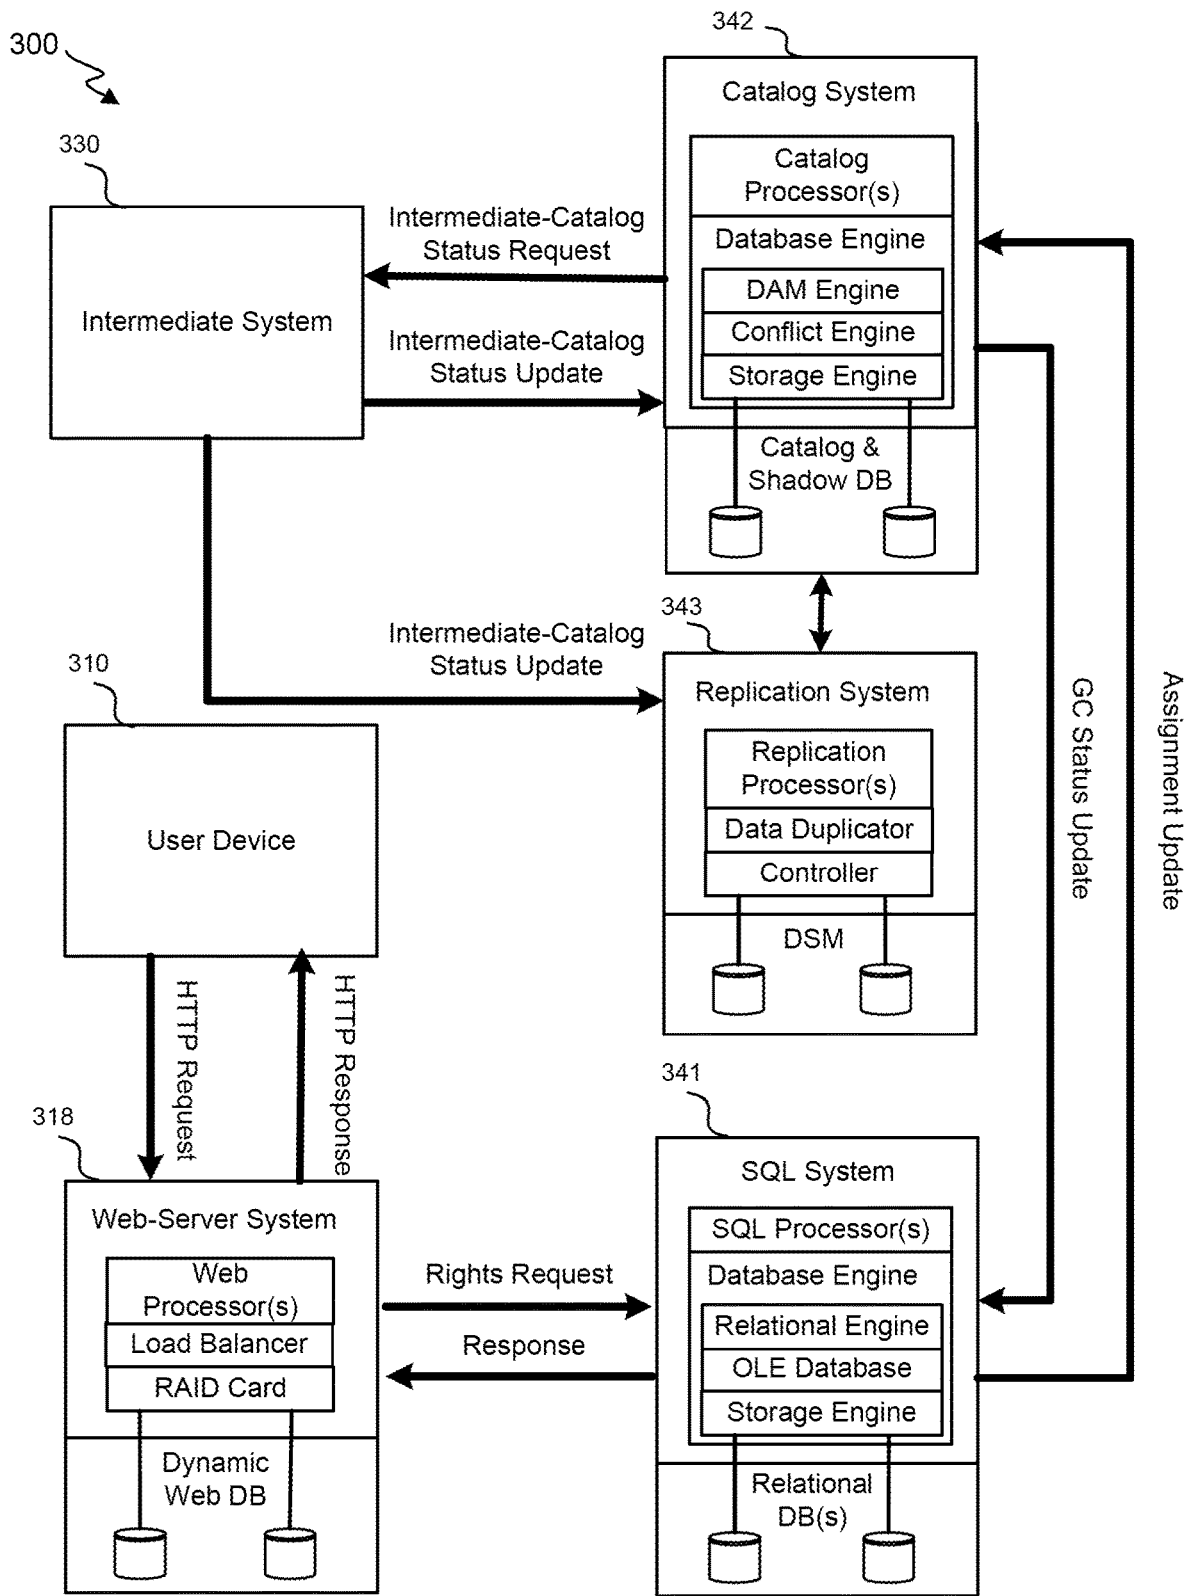 300
342
Catalog System
Catalog
Processor(s)
Database Engine
DAM Engine
Conflict Engine
Storage Engine
Catalog &
Shadow DB
330
Intermediate System
Intermediate-Catalog
Status Request
Intermediate-Catalog
Status Update
Intermediate-Catalog
Status Update
343
Replication System
Replication
Processor(s)
Data Duplicator
Controller
DSM
GC Status Update
Assignment Update
310
User Device
HTTP Request
HTTP Response
318
Web-Server System
Web
Processor(s)
Load Balancer
RAID Card
Dynamic
Web DB
Rights Request
Response
341
SQL System
SQL Processor(s)
Database Engine
Relational Engine
OLE Database
Storage Engine
Relational
DB(s)